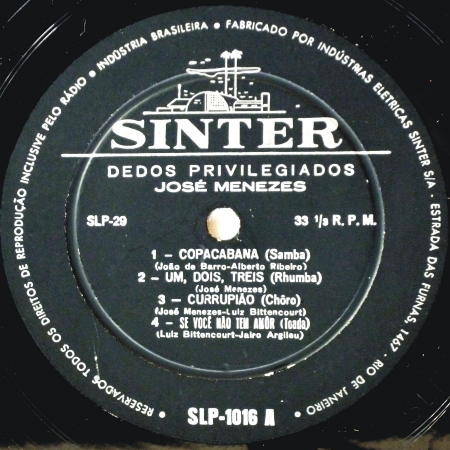 RESERVADOS TODOS OS DIREITOS DE REPRODUÇÃO INCLUSIVE PELO RÁDIO • INDÚSTRIA BRASILEIRA • FABRICADO POR INDÚSTRIAS ELETRICAS SINTER S/A - ESTRADA DAS FURNAS, 1467 - RIO DE JANEIRO •
SINTER
DEDOS PRIVILEGIADOS
JOSÉ MENEZES
SLP-29
33 1/3 R. P. M.
1 - COPACABANA (Samba)
(João de Barro-Alberto Ribeiro)
2 - UM, DOIS, TREIS (Rhumba)
(José Menezes)
3 - CURRUPIÃO (Chôro)
(José Menezes-Luiz Bittencourt)
4 - SE VOCÊ NÃO TEM AMÔR (Toada)
(Luiz Bittencourt-Jairo Argileu)
SLP-1016 A